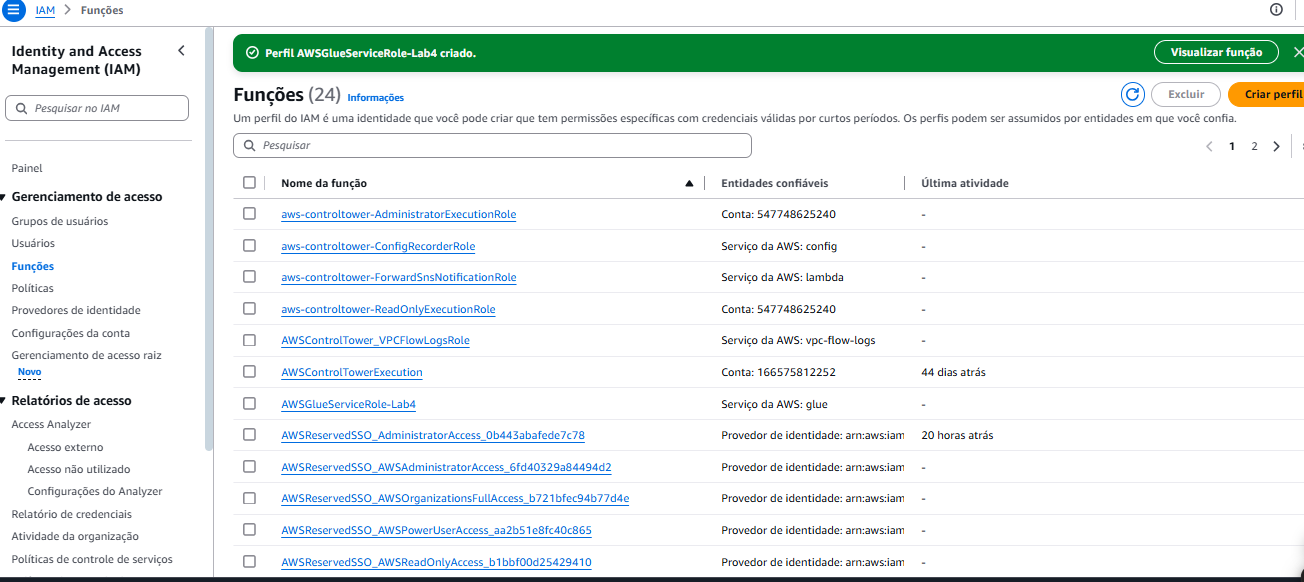 IAM > Funções
Identity and Access
Management (IAM)
Pesquisar no IAM
Painel
Gerenciamento de acesso
Grupos de usuários
Usuários
Funções
Políticas
Provedores de identidade
Configurações da conta
Gerenciamento de acesso raiz
Novo
Relatórios de acesso
Access Analyzer
Acesso externo
Acesso não utilizado
Configurações do Analyzer
Relatório de credenciais
Atividade da organização
Políticas de controle de serviços
Perfil AWSGlueServiceRole-Lab4 criado. Visualizar função
Funções (24) Informações Excluir Criar perfil
Um perfil do IAM é uma identidade que você pode criar que tem permissões específicas com credenciais válidas por curtos períodos. Os perfis podem ser assumidos por entidades em que você confia.
Pesquisar 1 2
Nome da função Entidades confiáveis Última atividade
aws-controltower-AdministratorExecutionRole Conta: 547748625240 -
aws-controltower-ConfigRecorderRole Serviço da AWS: config -
aws-controltower-ForwardSnsNotificationRole Serviço da AWS: lambda -
aws-controltower-ReadOnlyExecutionRole Conta: 547748625240 -
AWSControlTower_VPCFlowLogsRole Serviço da AWS: vpc-flow-logs -
AWSControlTowerExecution Conta: 166575812252 44 dias atrás
AWSGlueServiceRole-Lab4 Serviço da AWS: glue -
AWSReservedSSO_AdministratorAccess_0b443abafede7c78 Provedor de identidade: arn:aws:iam 20 horas atrás
AWSReservedSSO_AWSAdministratorAccess_6fd40329a84494d2 Provedor de identidade: arn:aws:iam -
AWSReservedSSO_AWSOrganizationsFullAccess_b721bfec94b77d4e Provedor de identidade: arn:aws:iam -
AWSReservedSSO_AWSPowerUserAccess_aa2b51e8fc40c865 Provedor de identidade: arn:aws:iam -
AWSReservedSSO_AWSReadOnlyAccess_b1bbf00d25429410 Provedor de identidade: arn:aws:iam -